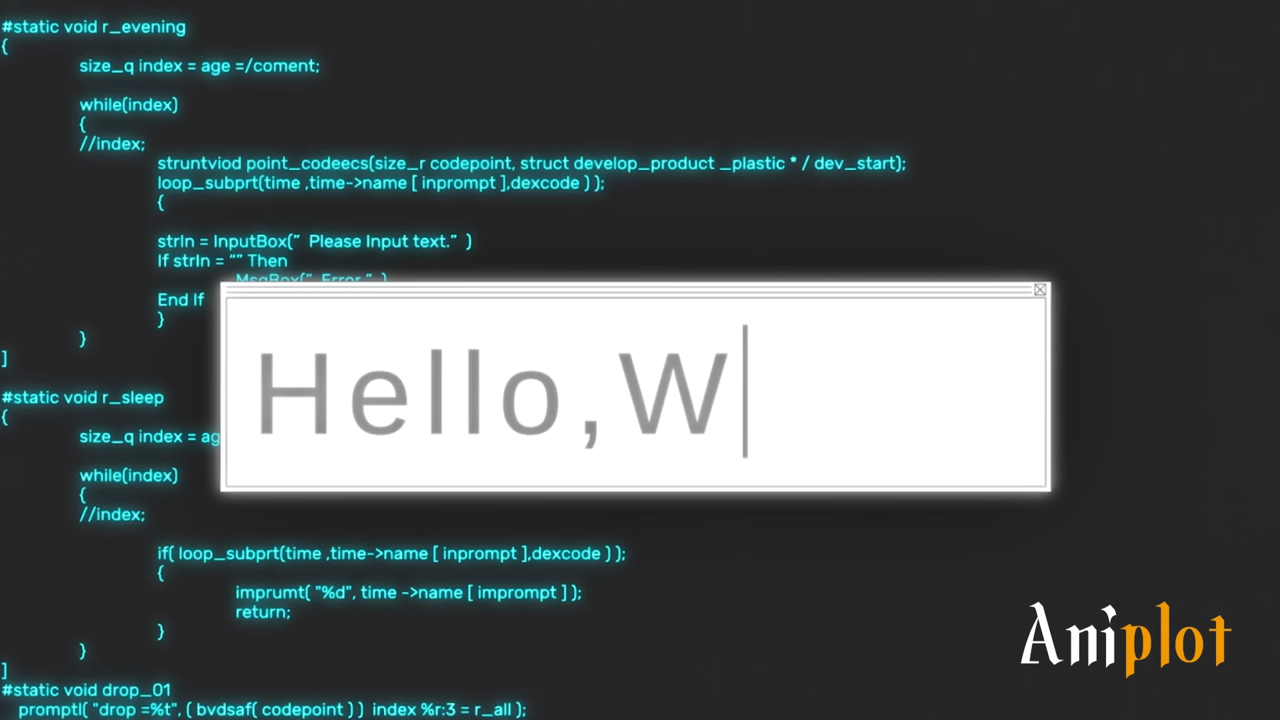 #static void r_evening
{
size_q index = age =/coment;
while(index)
{
//index;
struntviod point_codeecs(size_r codepoint, struct develop_product _plastic * / dev_start);
loop_subprt(time ,time->name [ inprompt ],dexcode ) );
{
strIn = InputBox(“  Please Input text.”  )
If strIn = “” Then
MsgBox(“  Error ”  )
End If
}
}
]
Hello,W
#static void r_sleep
{
size_q index = ag
while(index)
{
//index;
if( loop_subprt(time ,time->name [ inprompt ],dexcode ) );
{
imprumt( "%d", time ->name [ imprompt ] );
return;
}
}
]
#static void drop_01
promptl( "drop =%t", ( bvdsaf( codepoint ) )  index %r:3 = r_all );
Aniplot